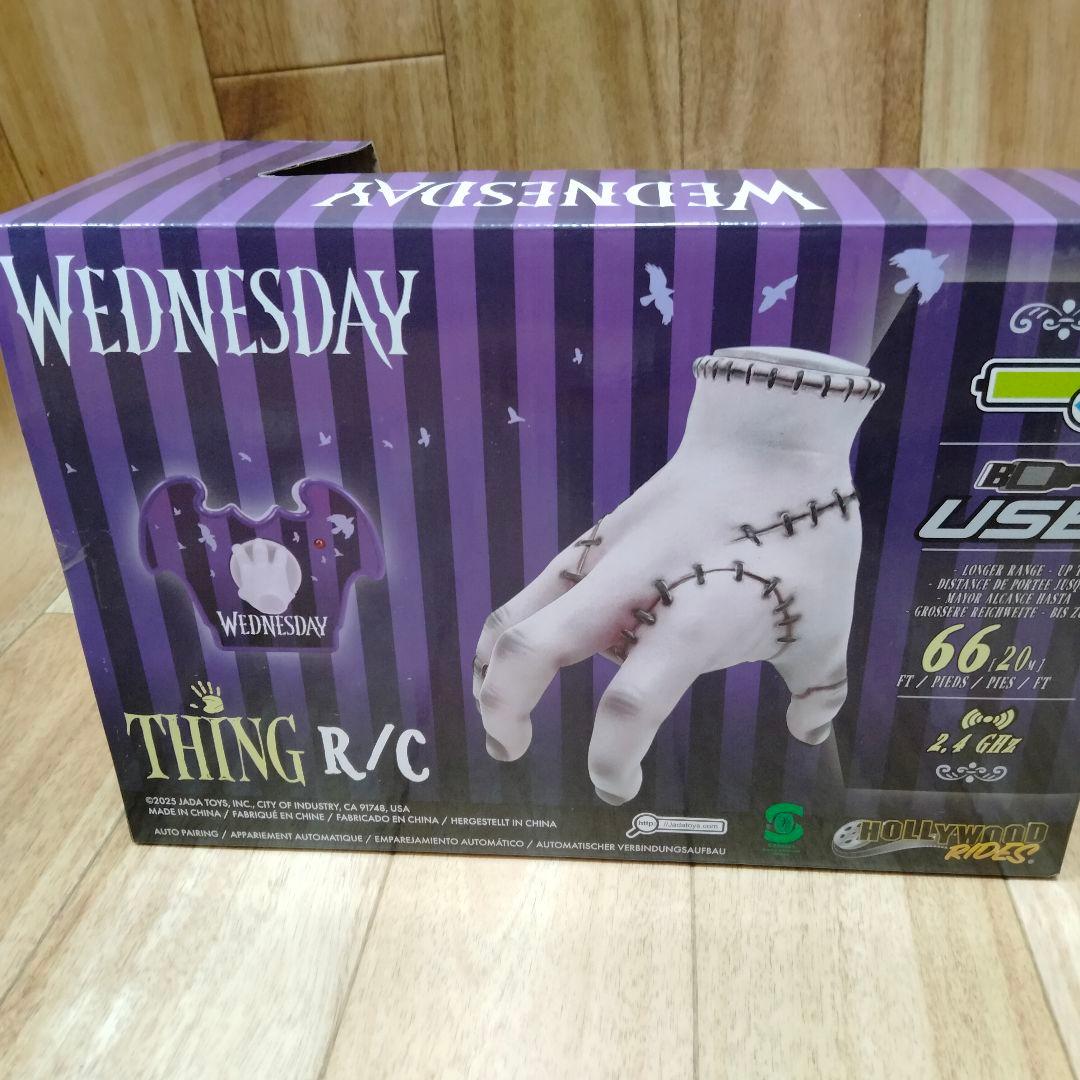 WEDNESDAY
WEDNESDAY
WEDNESDAY
THING R/C
©2025 JADA TOYS, INC., CITY OF INDUSTRY, CA 91748, USA
MADE IN CHINA / FABRIQUÉ EN CHINE / FABRICADO EN CHINA / HERGESTELLT IN CHINA
AUTO PAIRING / APPARIEMENT AUTOMATIQUE / EMPAREJAMIENTO AUTOMÁTICO / AUTOMATISCHER VERBINDUNGSAUFBAU
http://Jadatoys.com
USB
- LONGER RANGE - UP
- DISTANCE DE PORTEE
- MAYOR ALCANCE HASTA
- GROSSERE REICHWEITE - BIS
66 [20M]
FT / PIEDS / PIES / FT
2.4 GHz
HOLLYWOOD
RIDES®